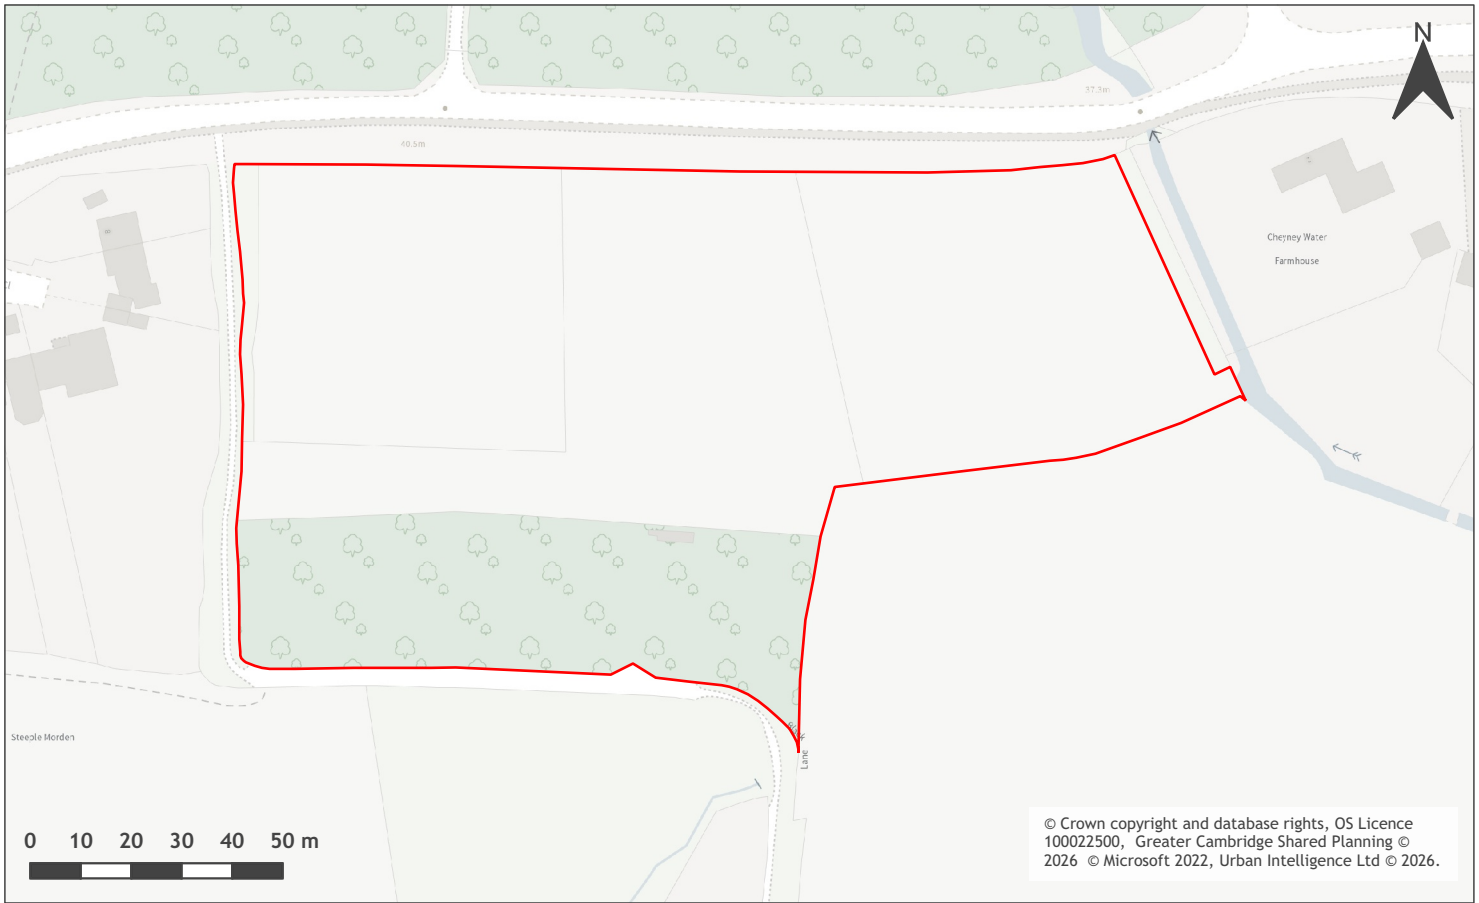 N
37.3m
40.5m
8
Cheyney Water
Farmhouse
Steeple Morden
Lane
0 10 20 30 40 50 m
© Crown copyright and database rights, OS Licence
100022500, Greater Cambridge Shared Planning ©
2026 © Microsoft 2022, Urban Intelligence Ltd © 2026.